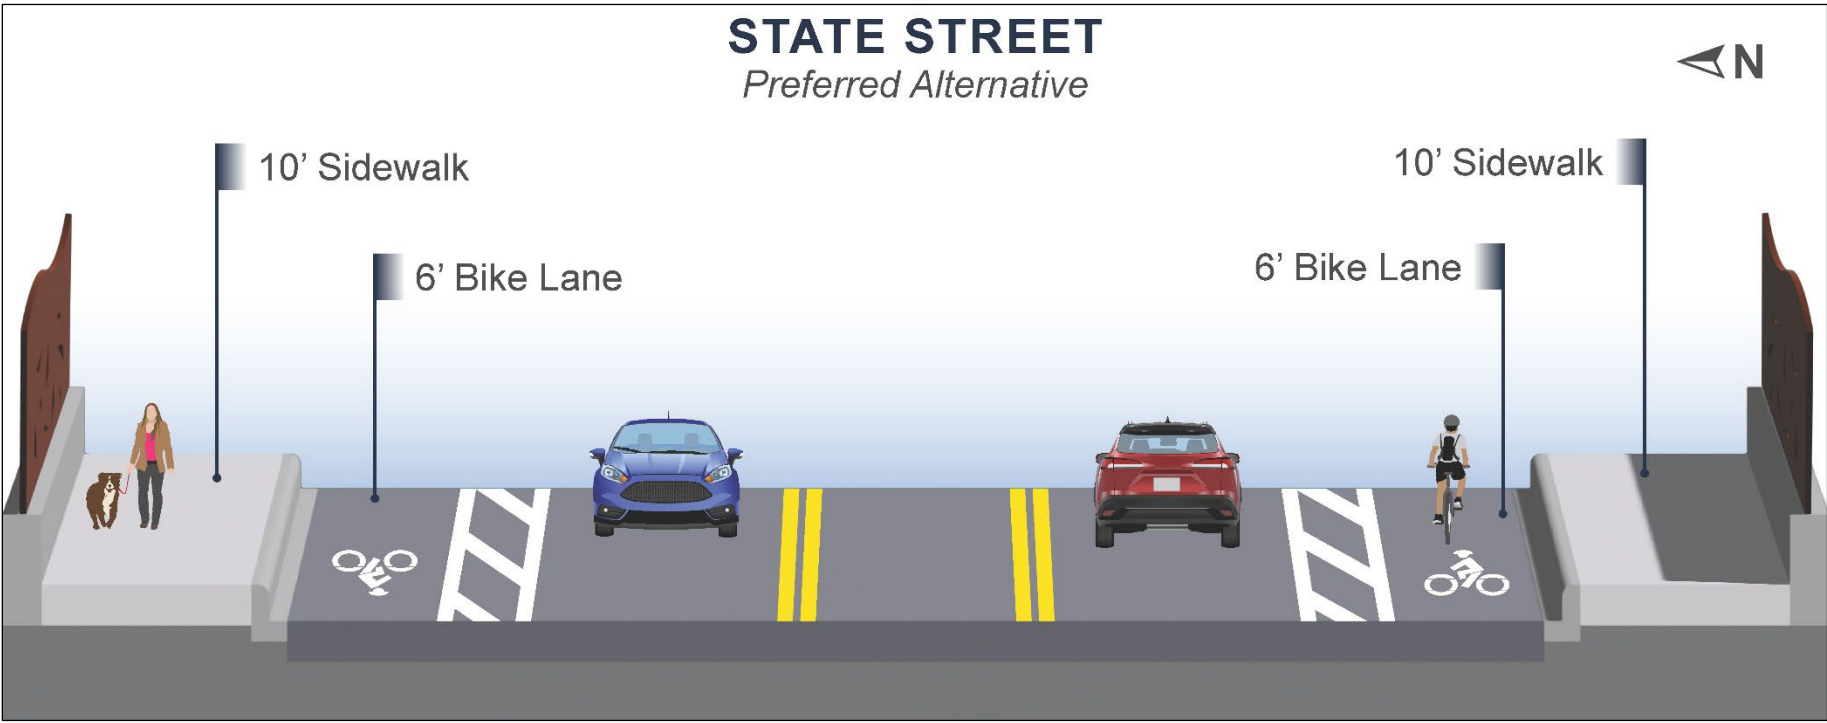 STATE STREET
Preferred Alternative
N
10’ Sidewalk
10’ Sidewalk
6’ Bike Lane
6’ Bike Lane